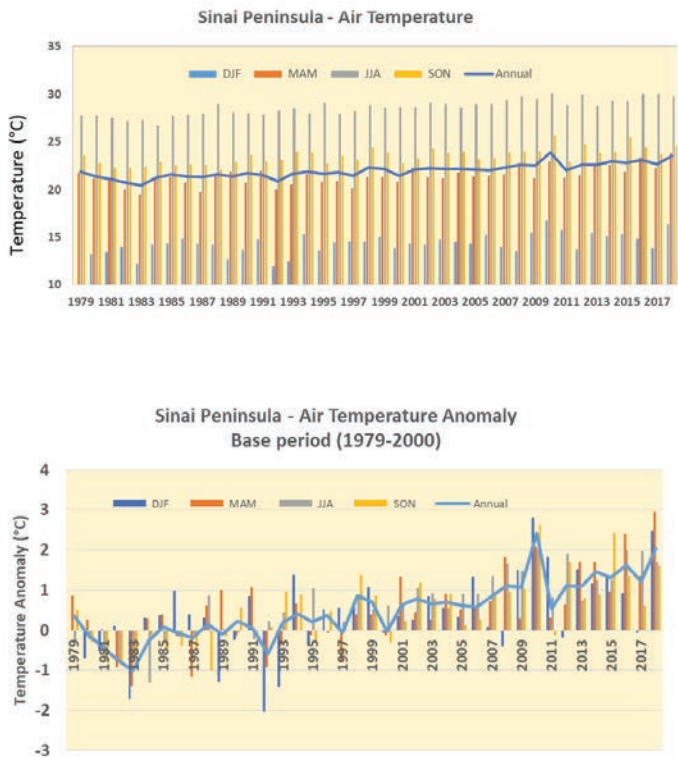 Sinai Peninsula - Air Temperature
35
30
25
20
15
10
Temperature (°C)
DJF MAM JJA SON Annual
1979 1981 1983 1985 1987 1989 1991 1993 1995 1997 1999 2001 2003 2005 2007 2009 2011 2013 2015 2017
Sinai Peninsula - Air Temperature Anomaly
Base period (1979-2000)
4
3
2
1
0
-1
-2
-3
Temperature Anomaly (°C)
DJF MAM JJA SON Annual
1979 1981 1983 1985 1987 1989 1991 1993 1995 1997 1999 2001 2003 2005 2007 2009 2011 2013 2015 2017